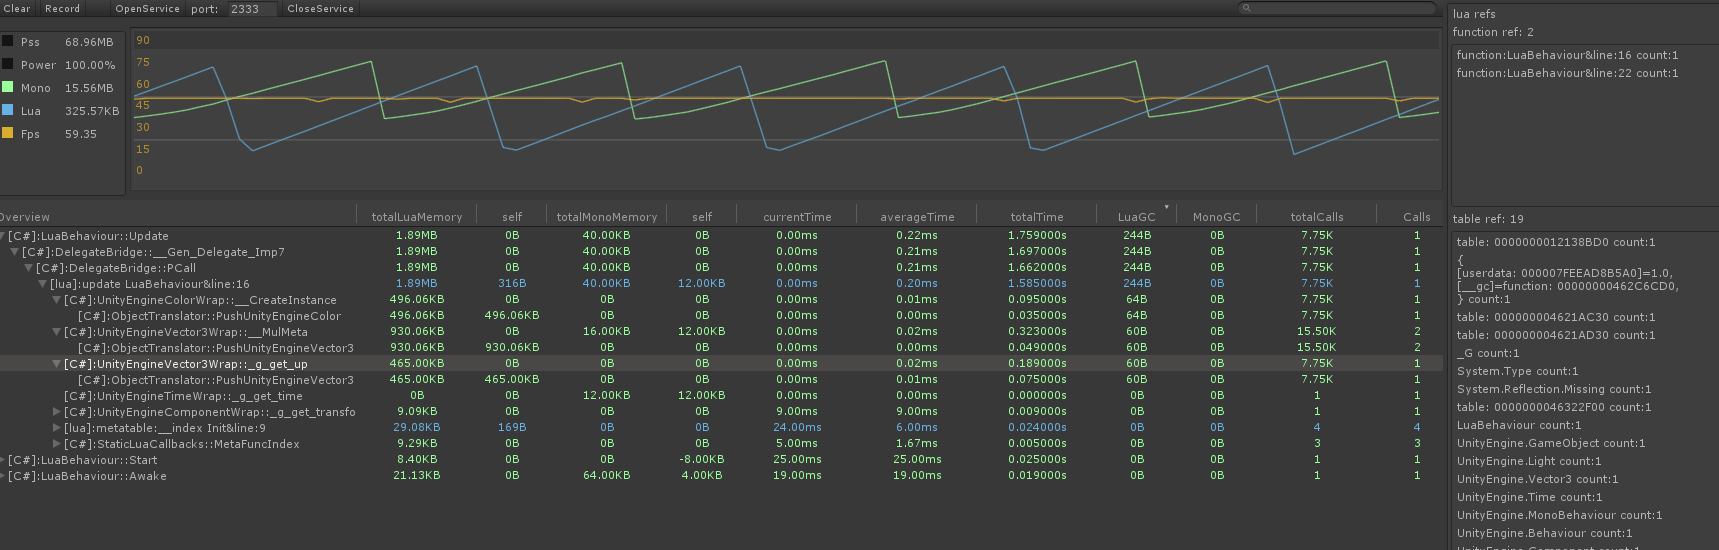 Clear Record OpenService port: 2333 CloseService
Pss 68.96MB
Power 100.00%
Mono 15.56MB
Lua 325.57KB
Fps 59.35
90
75
60
45
30
15
0
Overview totalLuaMemory self totalMonoMemory self currentTime averageTime totalTime LuaGC MonoGC totalCalls Calls
[C#]:LuaBehaviour::Update 1.89MB 0B 40.00KB 0B 0.00ms 0.22ms 1.759000s 244B 0B 7.75K 1
[C#]:DelegateBridge::__Gen_Delegate_Imp7 1.89MB 0B 40.00KB 0B 0.00ms 0.21ms 1.697000s 244B 0B 7.75K 1
[C#]:DelegateBridge::PCall 1.89MB 0B 40.00KB 0B 0.00ms 0.21ms 1.662000s 244B 0B 7.75K 1
[lua]:update LuaBehaviour&line:16 1.89MB 316B 40.00KB 12.00KB 0.00ms 0.20ms 1.585000s 244B 0B 7.75K 1
[C#]:UnityEngineColorWrap::__CreateInstance 496.06KB 0B 0B 0B 0.00ms 0.01ms 0.095000s 64B 0B 7.75K 1
[C#]:ObjectTranslator::PushUnityEngineColor 496.06KB 496.06KB 0B 0B 0.00ms 0.00ms 0.035000s 64B 0B 7.75K 1
[C#]:UnityEngineVector3Wrap::__MulMeta 930.06KB 0B 16.00KB 12.00KB 0.00ms 0.02ms 0.323000s 60B 0B 15.50K 2
[C#]:ObjectTranslator::PushUnityEngineVector3 930.06KB 930.06KB 0B 0B 0.00ms 0.00ms 0.049000s 60B 0B 15.50K 2
[C#]:UnityEngineVector3Wrap::_g_get_up 465.00KB 0B 0B 0B 0.00ms 0.02ms 0.189000s 60B 0B 7.75K 1
[C#]:ObjectTranslator::PushUnityEngineVector3 465.00KB 465.00KB 0B 0B 0.00ms 0.01ms 0.075000s 60B 0B 7.75K 1
[C#]:UnityEngineTimeWrap::_g_get_time 0B 0B 12.00KB 12.00KB 0.00ms 0.00ms 0.000000s 0B 0B 1 1
[C#]:UnityEngineComponentWrap::_g_get_transfo 9.09KB 0B 0B 0B 9.00ms 9.00ms 0.009000s 0B 0B 1 1
[lua]:metatable:__index Init&line:9 29.08KB 169B 0B 0B 24.00ms 6.00ms 0.024000s 0B 0B 4 4
[C#]:StaticLuaCallbacks::MetaFuncIndex 9.29KB 0B 0B 0B 5.00ms 1.67ms 0.005000s 0B 0B 3 3
[C#]:LuaBehaviour::Start 8.40KB 0B 0B -8.00KB 25.00ms 25.00ms 0.025000s 0B 0B 1 1
[C#]:LuaBehaviour::Awake 21.13KB 0B 64.00KB 4.00KB 19.00ms 19.00ms 0.019000s 0B 0B 1 1
lua refs
function ref: 2
function:LuaBehaviour&line:16 count:1
function:LuaBehaviour&line:22 count:1
table ref: 19
table: 0000000012138BD0 count:1
{
[userdata: 000007FEEAD8B5A0]=1.0,
[__gc]=function: 00000000462C6CD0,
} count:1
table: 000000004621AC30 count:1
table: 000000004621AD30 count:1
_G count:1
System.Type count:1
System.Reflection.Missing count:1
table: 0000000046322F00 count:1
LuaBehaviour count:1
UnityEngine.GameObject count:1
UnityEngine.Light count:1
UnityEngine.Vector3 count:1
UnityEngine.Time count:1
UnityEngine.MonoBehaviour count:1
UnityEngine.Behaviour count:1
UnityEngine.Component count:1